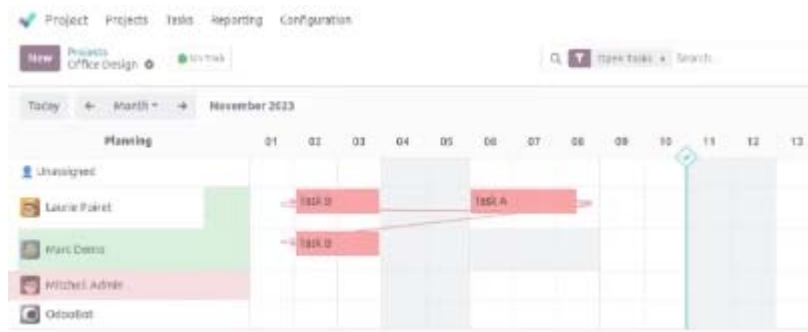 Project Projects Tasks Reporting Configuration
New Projects
Office Design
Open Tasks x Search...
Today ← Month → November 2023
Planning 01 02 03 04 05 06 07 08 09 10 11 12 13
Unassigned
Laurie Poiret Task B Task A
Marc Demo Task B
Mitchell Admin
OdooBot